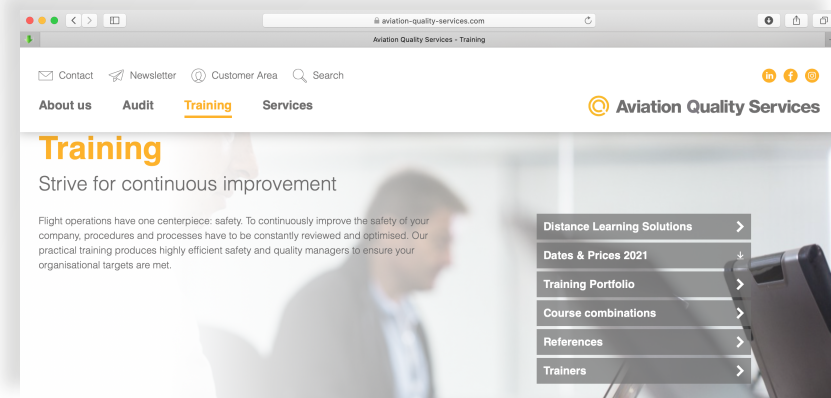 aviation-quality-services.com
Aviation Quality Services - Training
Contact Newsletter Customer Area Search
About us Audit Training Services
Aviation Quality Services
Training
Strive for continuous improvement
Flight operations have one centerpiece: safety. To continuously improve the safety of your
company, procedures and processes have to be constantly reviewed and optimised. Our
practical training produces highly efficient safety and quality managers to ensure your
organisational targets are met.
Distance Learning Solutions
Dates & Prices 2021
Training Portfolio
Course combinations
References
Trainers